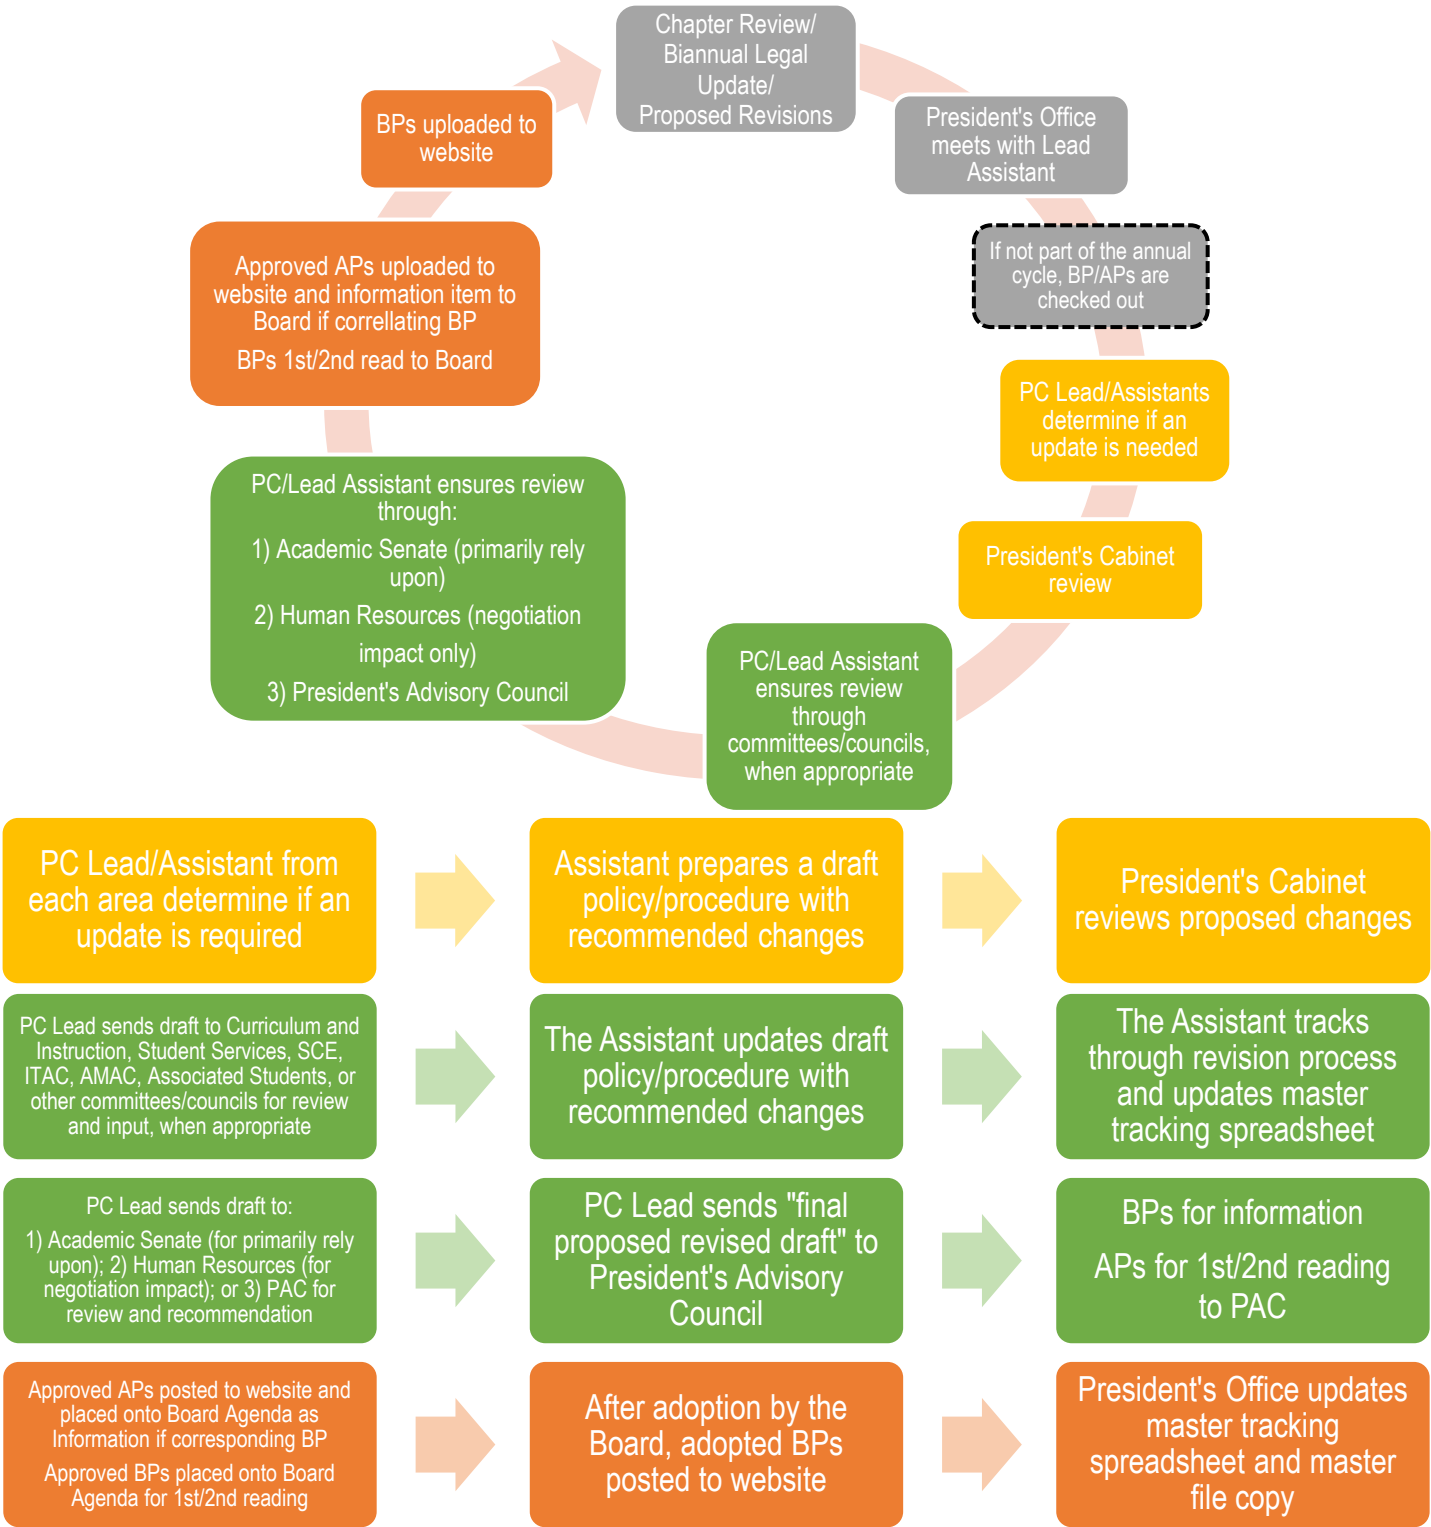 Chapter Review/
Biannual Legal
Update/
Proposed Revisions
President's Office
meets with Lead
Assistant
If not part of the annual
cycle, BP/APs are
checked out
PC Lead/Assistants
determine if an
update is needed
President's Cabinet
review
PC/Lead Assistant
ensures review
through
committees/councils,
when appropriate
PC/Lead Assistant ensures review
through:
1) Academic Senate (primarily rely
upon)
2) Human Resources (negotiation
impact only)
3) President's Advisory Council
Approved APs uploaded to
website and information item to
Board if correllating BP
BPs 1st/2nd read to Board
BPs uploaded to
website
PC Lead/Assistant from
each area determine if an
update is required
Assistant prepares a draft
policy/procedure with
recommended changes
President's Cabinet
reviews proposed changes
PC Lead sends draft to Curriculum and
Instruction, Student Services, SCE,
ITAC, AMAC, Associated Students, or
other committees/councils for review
and input, when appropriate
The Assistant updates draft
policy/procedure with
recommended changes
The Assistant tracks
through revision process
and updates master
tracking spreadsheet
PC Lead sends draft to:
1) Academic Senate (for primarily rely
upon); 2) Human Resources (for
negotiation impact); or 3) PAC for
review and recommendation
PC Lead sends "final
proposed revised draft" to
President's Advisory
Council
BPs for information
APs for 1st/2nd reading
to PAC
Approved APs posted to website and
placed onto Board Agenda as
Information if corresponding BP
Approved BPs placed onto Board
Agenda for 1st/2nd reading
After adoption by the
Board, adopted BPs
posted to website
President's Office updates
master tracking
spreadsheet and master
file copy